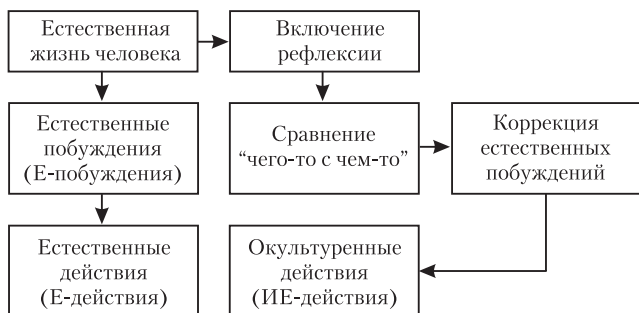 Естественная
жизнь человека
Включение
рефлексии
Естественные
побуждения
(Е-побуждения)
Сравнение
“чего-то с чем-то”
Коррекция
естественных
побуждений
Естественные
действия
(Е-действия)
Окультуренные
действия
(ИЕ-действия)